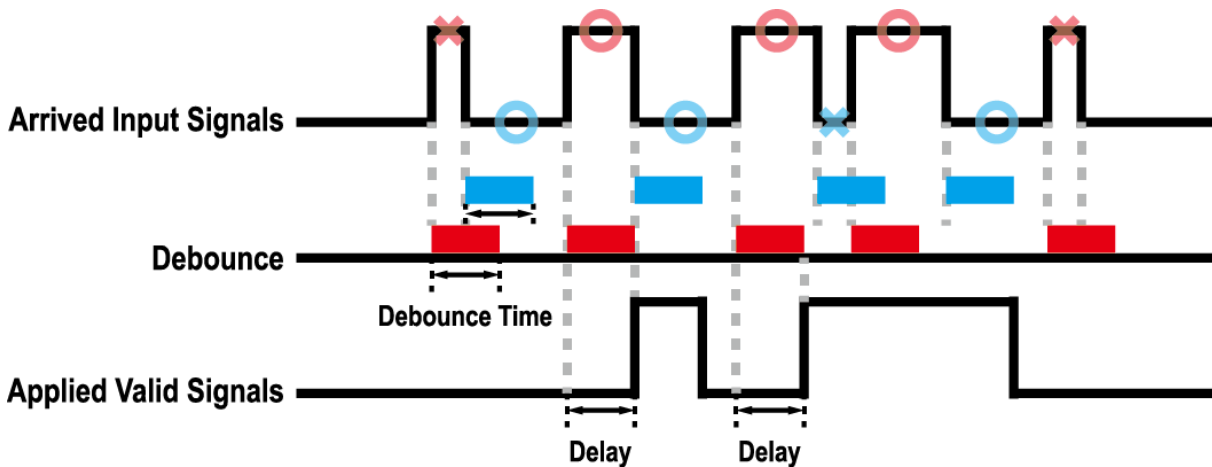 Arrived Input Signals
Debounce
Debounce Time
Applied Valid Signals
Delay
Delay